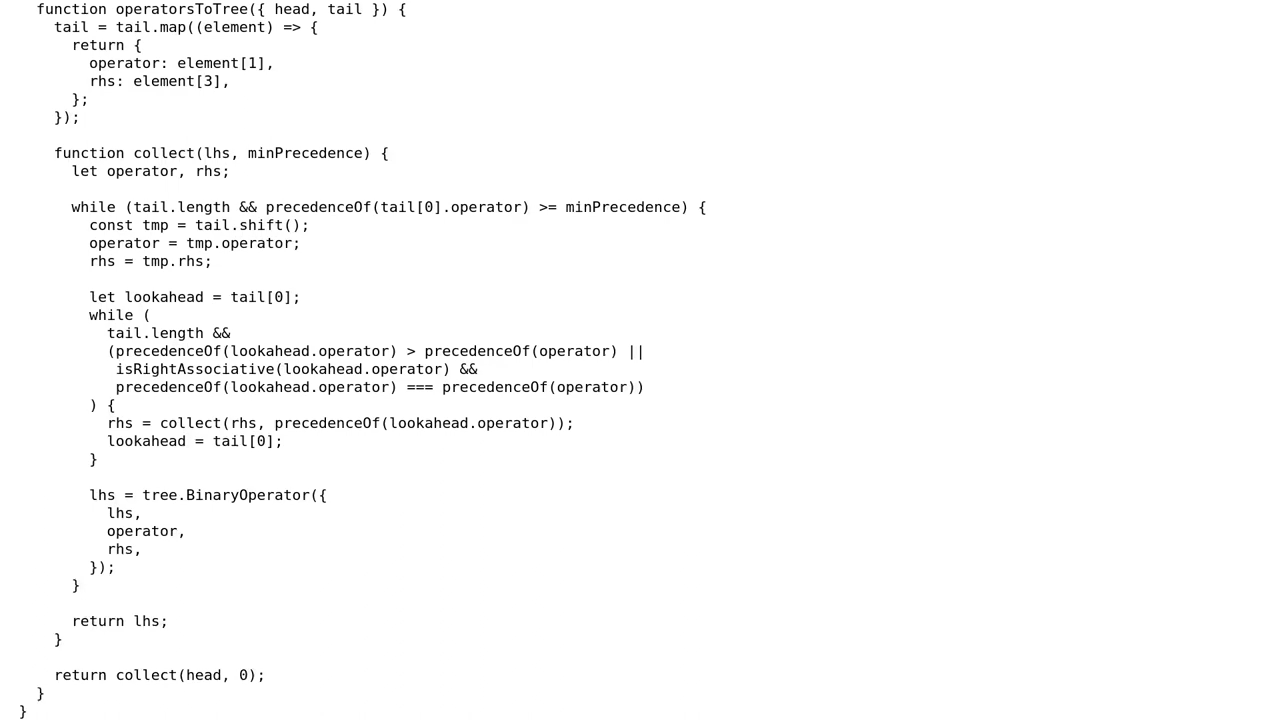 function operatorsToTree({ head, tail }) {
  tail = tail.map((element) => {
    return {
      operator: element[1],
      rhs: element[3],
    };
  });

  function collect(lhs, minPrecedence) {
    let operator, rhs;

    while (tail.length && precedenceOf(tail[0].operator) >= minPrecedence) {
      const tmp = tail.shift();
      operator = tmp.operator;
      rhs = tmp.rhs;

      let lookahead = tail[0];
      while (
        tail.length &&
        (precedenceOf(lookahead.operator) > precedenceOf(operator) ||
         isRightAssociative(lookahead.operator) &&
         precedenceOf(lookahead.operator) === precedenceOf(operator))
      ) {
        rhs = collect(rhs, precedenceOf(lookahead.operator));
        lookahead = tail[0];
      }

      lhs = tree.BinaryOperator({
        lhs,
        operator,
        rhs,
      });
    }

    return lhs;
  }

  return collect(head, 0);
  }
}